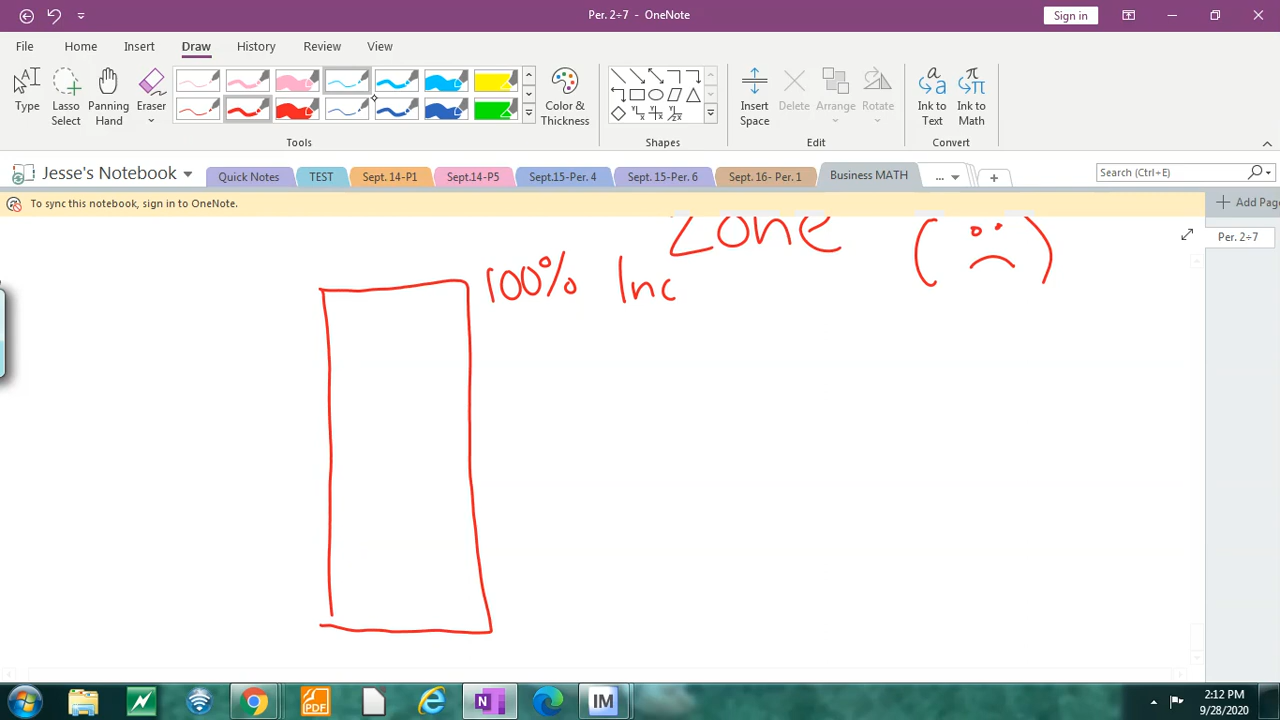 Per. 2÷7 - OneNote
Sign in
File Home Insert Draw History Review View
Type
Lasso Select
Panning Hand
Eraser
Color & Thickness
Insert Space
Delete
Arrange
Rotate
Ink to Text
Ink to Math
Tools
Shapes
Edit
Convert
Jesse's Notebook
Quick Notes
TEST
Sept. 14-P1
Sept.14-P5
Sept.15-Per. 4
Sept. 15-Per. 6
Sept. 16- Per. 1
Business MATH
...
Search (Ctrl+E)
To sync this notebook, sign in to OneNote.
Add Pag
Per. 2÷7
Zone
100% Inc
2:12 PM
9/28/2020
PDF
IM